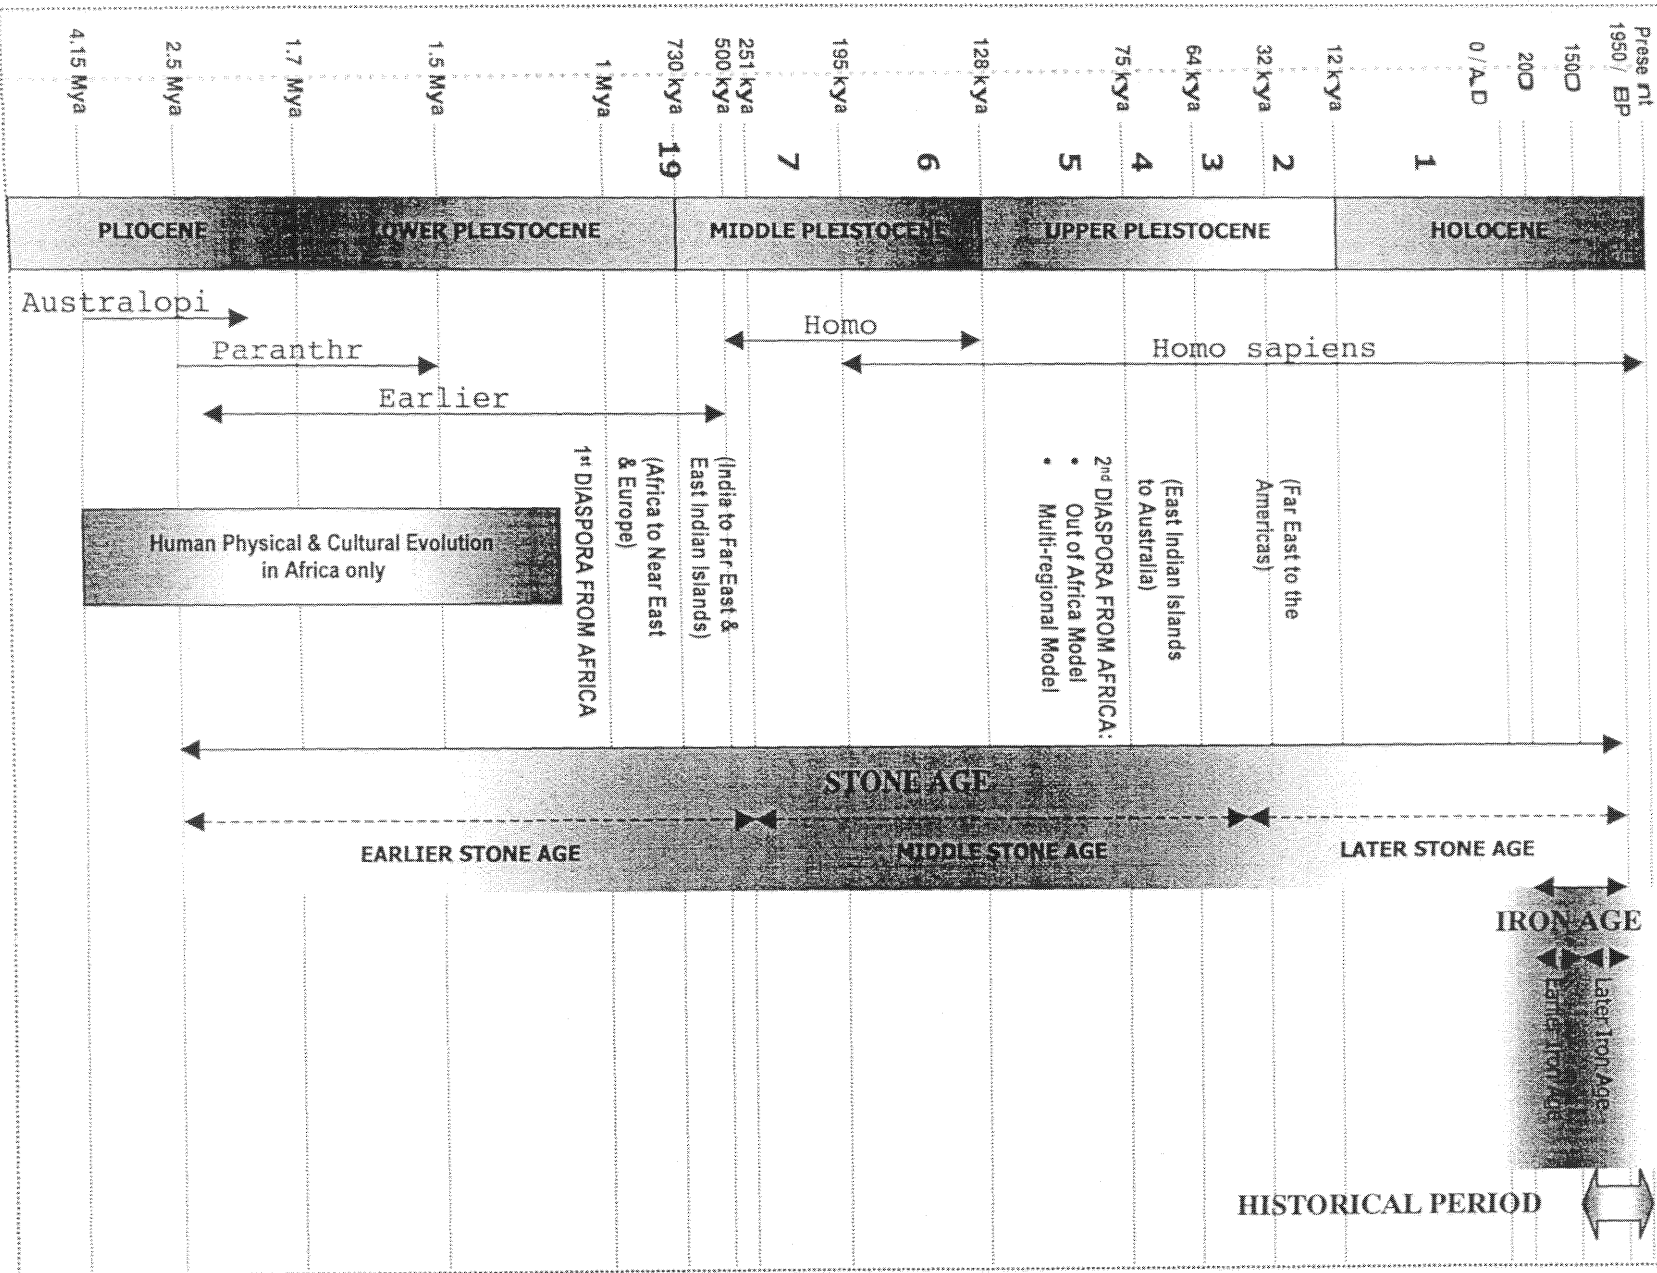 4.15 Mya
2.5 Mya
1.7 Mya
1.5 Mya
1 Mya
730 kya
500 kya
251 kya
195 kya
128 kya
75 kya
64 kya
32 kya
12 kya
0 / A.D
200
1500
1950 / BP
Present
19
7
6
5
4
3
2
1
PLIOCENE
LOWER PLEISTOCENE
MIDDLE PLEISTOCENE
UPPER PLEISTOCENE
HOLOCENE
Australopi
Homo
Paranthr
Homo sapiens
Earlier
Human Physical & Cultural Evolution
in Africa only
1st DIASPORA FROM AFRICA
(Africa to Near East
& Europe)
(India to Far East &
East Indian Islands)
2nd DIASPORA FROM AFRICA:
• Out of Africa Model
• Multi-regional Model
(East Indian Islands
to Australia)
(Far East to the
Americas)
STONE AGE
EARLIER STONE AGE
MIDDLE STONE AGE
LATER STONE AGE
IRON AGE
Earlier Iron Age
Later Iron Age
HISTORICAL PERIOD